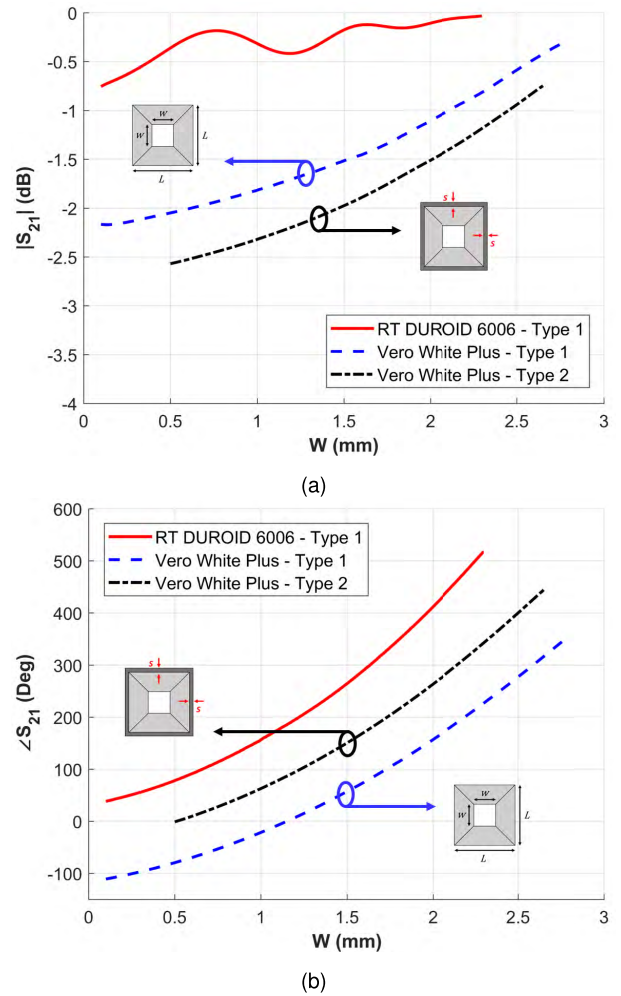 0
-0.5
-1
-1.5
-2
-2.5
-3
-3.5
-4
|S21| (dB)
W
W
L
L
s
s
RT DUROID 6006 - Type 1
Vero White Plus - Type 1
Vero White Plus - Type 2
0 0.5 1 1.5 2 2.5 3
W (mm)
(a)
600
500
400
300
200
100
0
-100
∠S21 (Deg)
RT DUROID 6006 - Type 1
Vero White Plus - Type 1
Vero White Plus - Type 2
s
s
W
W
L
L
0 0.5 1 1.5 2 2.5 3
W (mm)
(b)